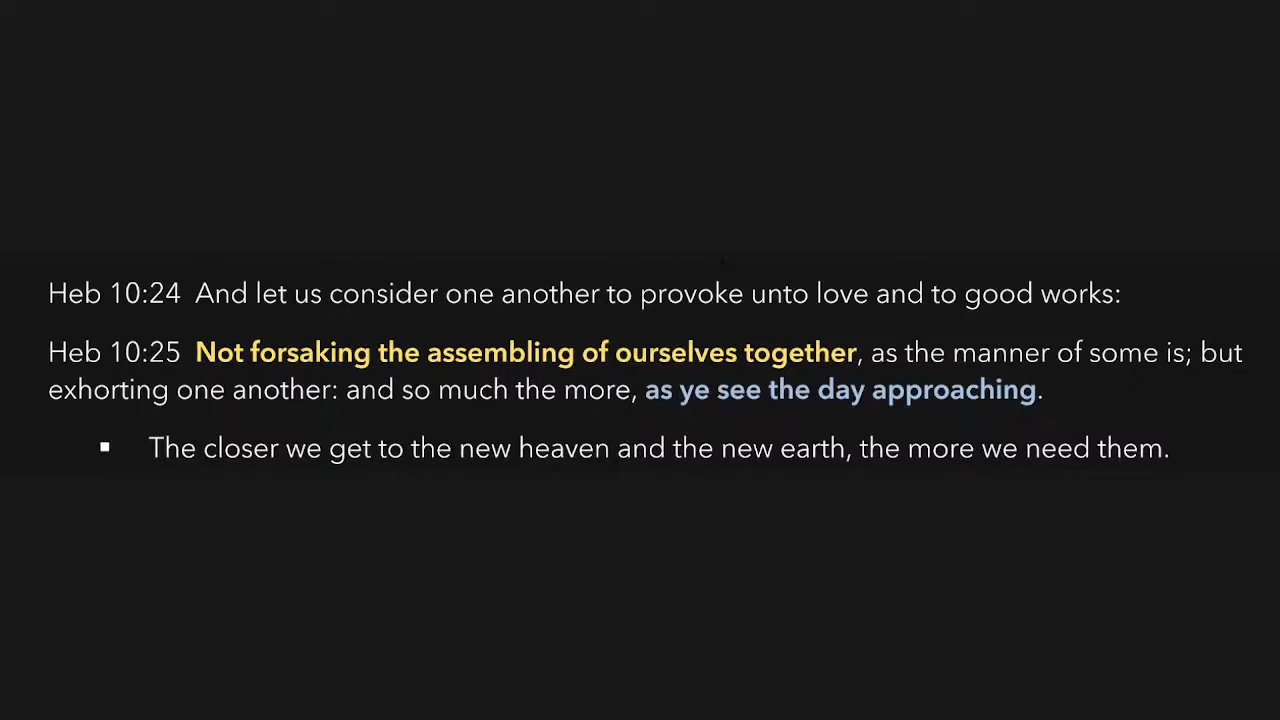 Heb 10:24 And let us consider one another to provoke unto love and to good works:
Heb 10:25 Not forsaking the assembling of ourselves together, as the manner of some is; but
exhorting one another: and so much the more, as ye see the day approaching.
▪ The closer we get to the new heaven and the new earth, the more we need them.